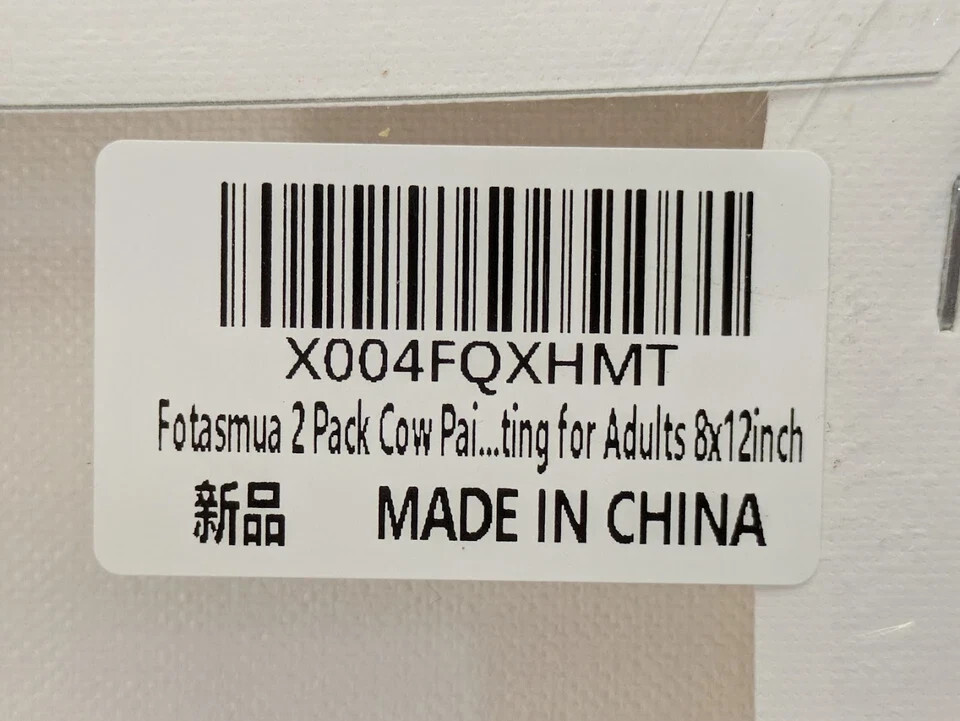 X004FQXHMT
Fotasmua 2 Pack Cow Pai...ting for Adults 8x12inch
新品 MADE IN CHINA